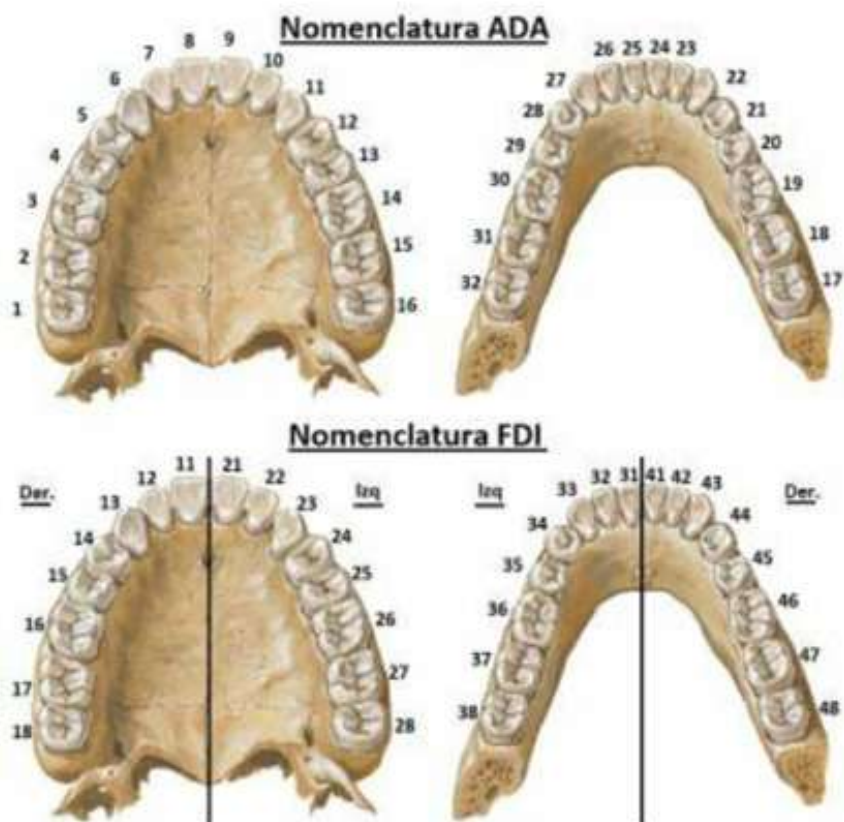 Nomenclatura ADA
7 8 9 10
6 11
5 12
4 13
3 14
2 15
1 16
26 25 24 23
27 22
28 21
29 20
30 19
31 18
32 17
Nomenclatura FDI
Der. Izq
12 11 21 22
13 23
14 24
15 25
16 26
17 27
18 28
Izq Der.
33 32 31 41 42 43
34 44
35 45
36 46
37 47
38 48